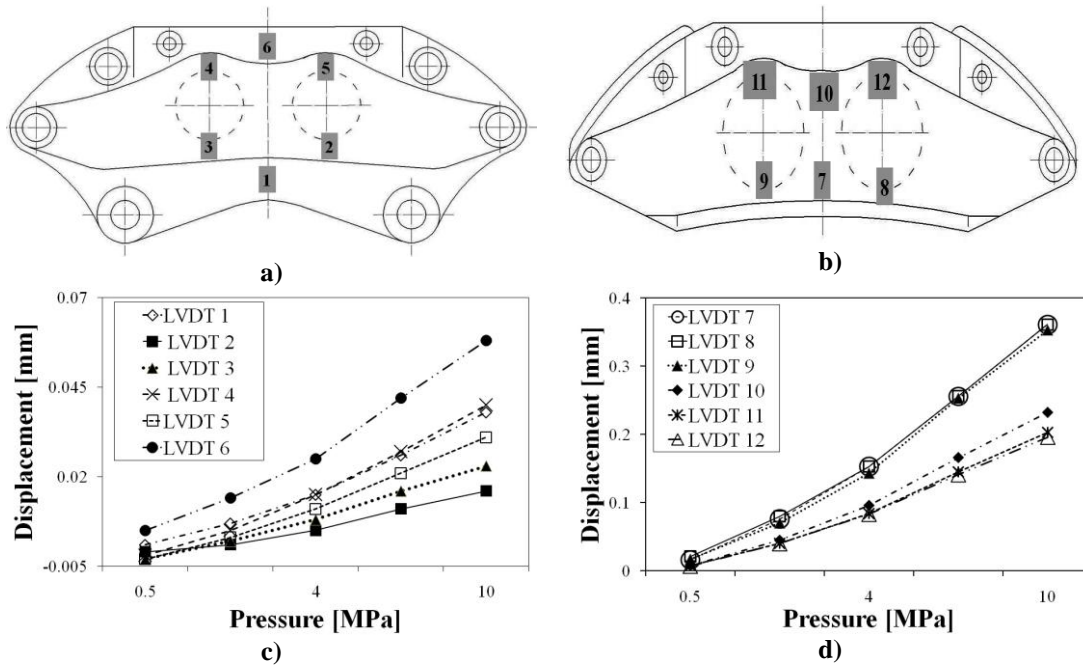 6
4 5
3 2
1
a)
11 10 12
9 7 8
b)
0.07
0.045
0.02
-0.005
Displacement [mm]
LVDT 1
LVDT 2
LVDT 3
LVDT 4
LVDT 5
LVDT 6
0.5 4 10
Pressure [MPa]
c)
0.4
0.3
0.2
0.1
0
Displacement [mm]
LVDT 7
LVDT 8
LVDT 9
LVDT 10
LVDT 11
LVDT 12
0.5 4 10
Pressure [MPa]
d)